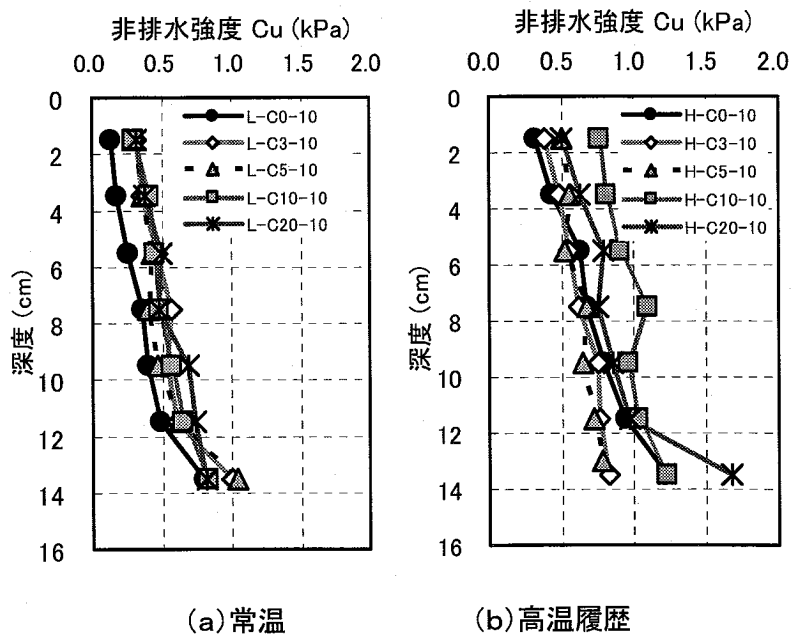 非排水強度 Cu (kPa)
0.0 0.5 1.0 1.5 2.0
0
2
4
6
8
10
12
14
16
深度 (cm)
L-C0-10
L-C3-10
L-C5-10
L-C10-10
L-C20-10
(a)常温
非排水強度 Cu (kPa)
0.0 0.5 1.0 1.5 2.0
0
2
4
6
8
10
12
14
16
深度 (cm)
H-C0-10
H-C3-10
H-C5-10
H-C10-10
H-C20-10
(b)高温履歴